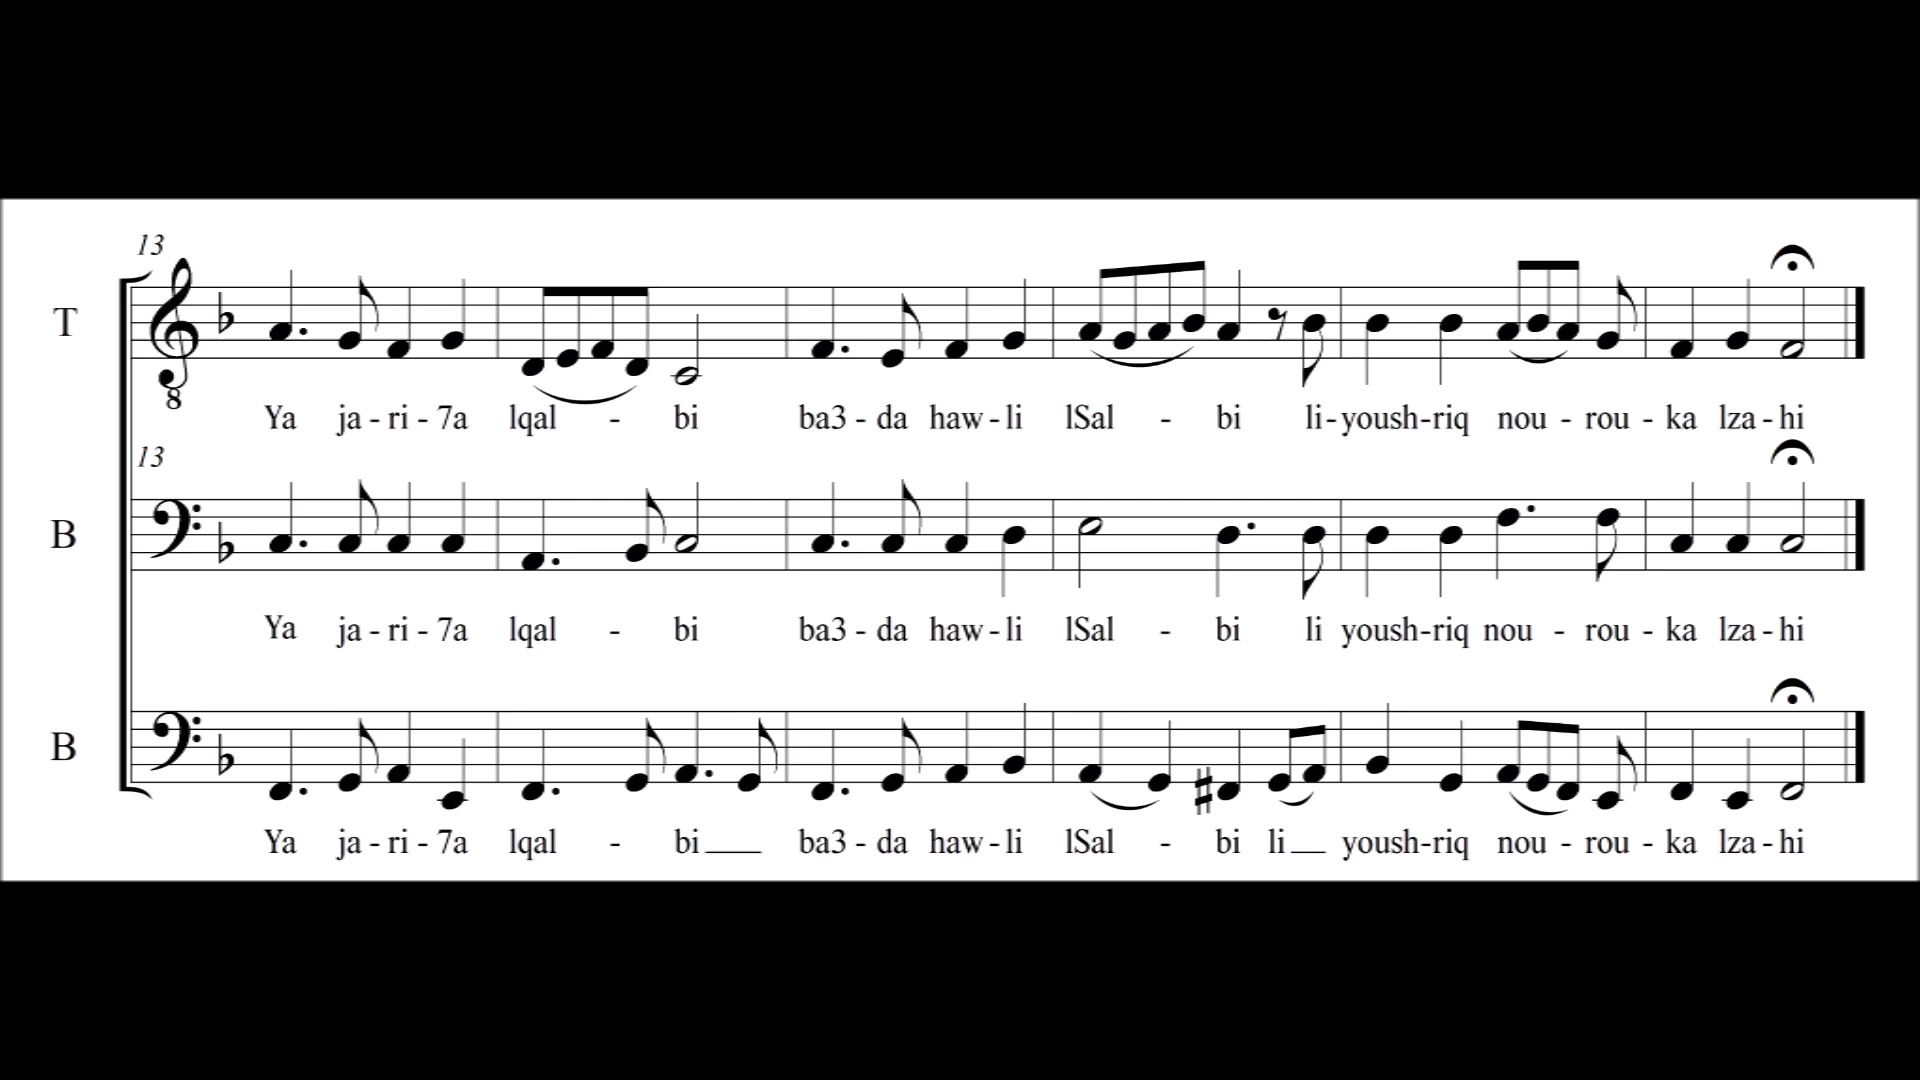 13
T
8
Ya ja - ri - 7a lqal - bi ba3 - da haw - li lSal - bi li - yoush - riq nou - rou - ka lza - hi
13
B
Ya ja - ri - 7a lqal - bi ba3 - da haw - li lSal - bi li yoush - riq nou - rou - ka lza - hi
B
Ya ja - ri - 7a lqal - bi ba3 - da haw - li lSal - bi li yoush - riq nou - rou - ka lza - hi